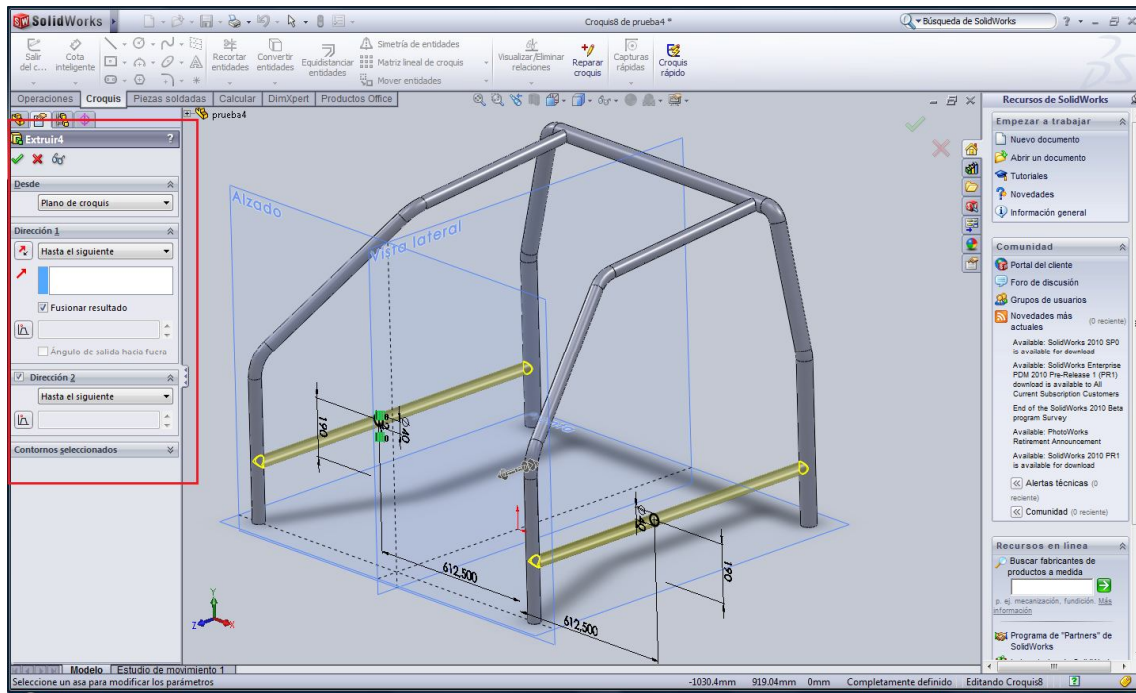 SolidWorks
Croquis8 de prueba4 *
Búsqueda de SolidWorks
Salir
del c...
Cota
inteligente
Recortar
entidades
Convertir
entidades
Equidistanciar
entidades
Simetría de entidades
Matriz lineal de croquis
Mover entidades
Visualizar/Eliminar
relaciones
Reparar
croquis
Capturas
rápidas
Croquis
rápido
Operaciones
Croquis
Piezas soldadas
Calcular
DimXpert
Productos Office
prueba4
Extruir4
?
Desde
Plano de croquis
Dirección 1
Hasta el siguiente
Fusionar resultado
Ángulo de salida hacia fuera
Dirección 2
Hasta el siguiente
Contornos seleccionados
Alzado
Vista lateral
190
Ø40
612,500
Ø40
190
612,500
Y
Z
X
Recursos de SolidWorks
Empezar a trabajar
Nuevo documento
Abrir un documento
Tutoriales
Novedades
Información general
Comunidad
Portal del cliente
Foro de discusión
Grupos de usuarios
Novedades más
actuales (0 reciente)
Available: SolidWorks 2010 SP0
is available for download
Available: SolidWorks Enterprise
PDM 2010 Pre-Release 1 (PR1)
download is available to All
Current Subscription Customers
End of the SolidWorks 2010 Beta
program Survey
Available: PhotoWorks
Retirement Announcement
Available: SolidWorks 2010 PR1
is available for download
Alertas técnicas (0
reciente)
Comunidad (0 reciente)
Recursos en línea
Buscar fabricantes de
productos a medida
p. ej. mecanización, fundición. Más
información
Programa de "Partners" de
SolidWorks
Modelo
Estudio de movimiento 1
Seleccione un asa para modificar los parámetros
-1030.4mm 919.04mm 0mm Completamente definido Editando Croquis8